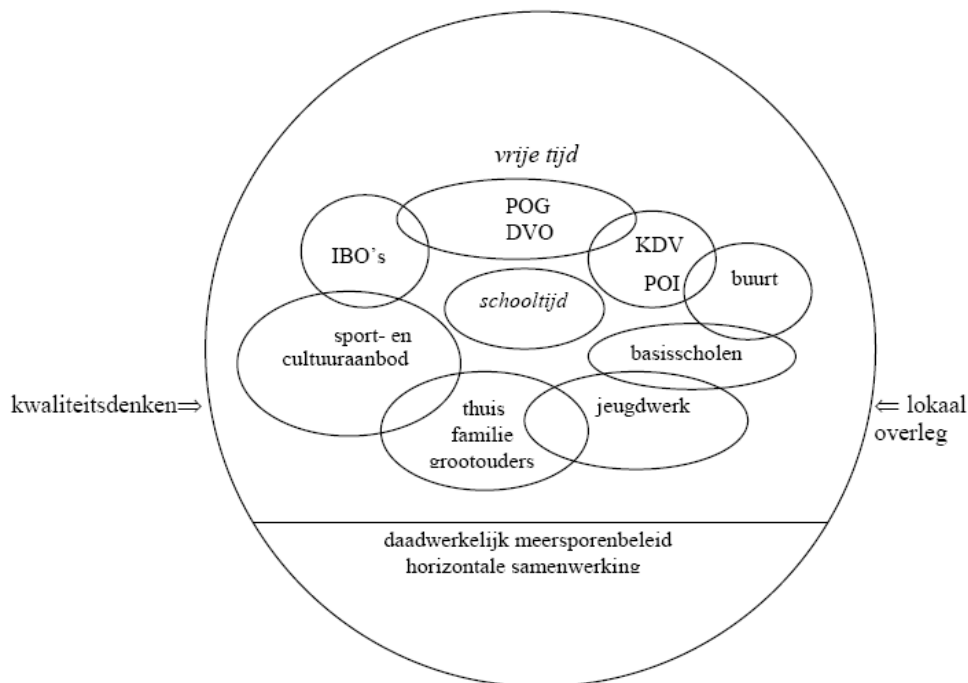 vrije tijd
POG
DVO
IBO's
KDV
POI
buurt
schooltijd
sport- en
cultuuraanbod
basisscholen
kwaliteitsdenken⇒
thuis
familie
grootouders
jeugdwerk
⇐ lokaal
overleg
daadwerkelijk meersporenbeleid
horizontale samenwerking